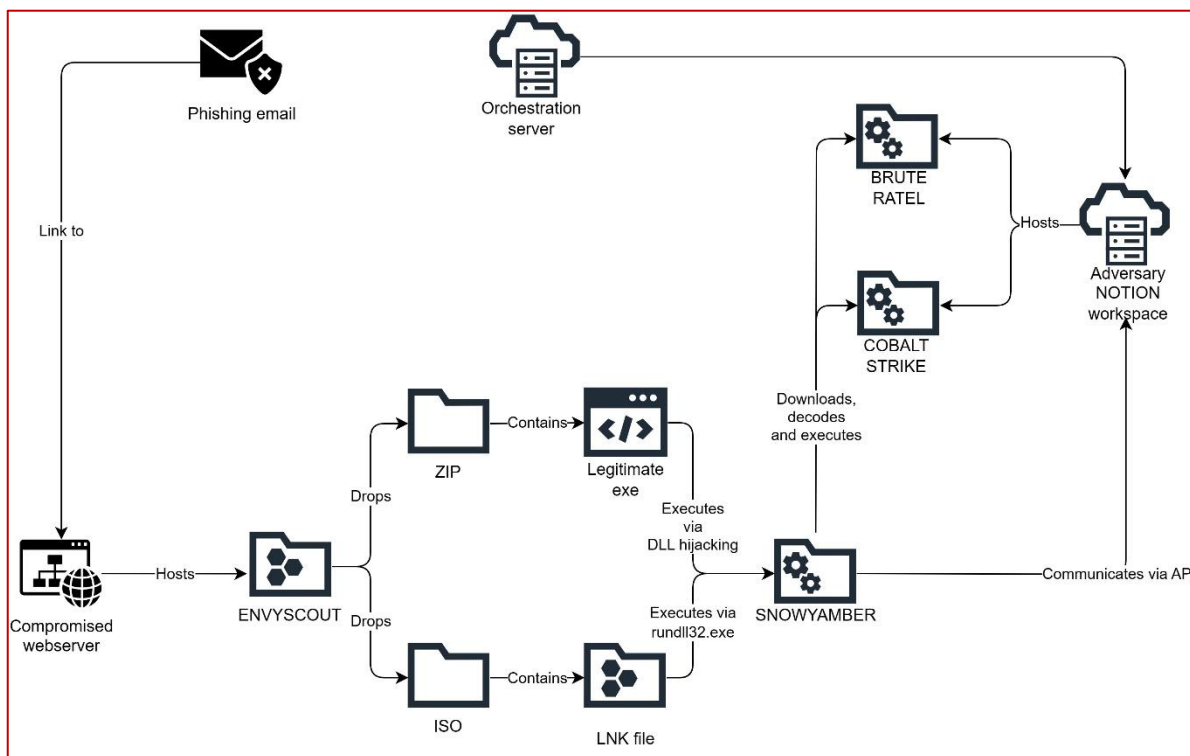 Phishing email
Orchestration
server
Link to
BRUTE
RATEL
Hosts
Adversary
NOTION
workspace
COBALT
STRIKE
Downloads,
decodes
and executes
ZIP
Contains
Legitimate
exe
Drops
Executes
via
DLL hijacking
Compromised
webserver
Hosts
ENVYSCOUT
SNOWYAMBER
Communicates via AP
Drops
Executes via
rundll32.exe
ISO
Contains
LNK file